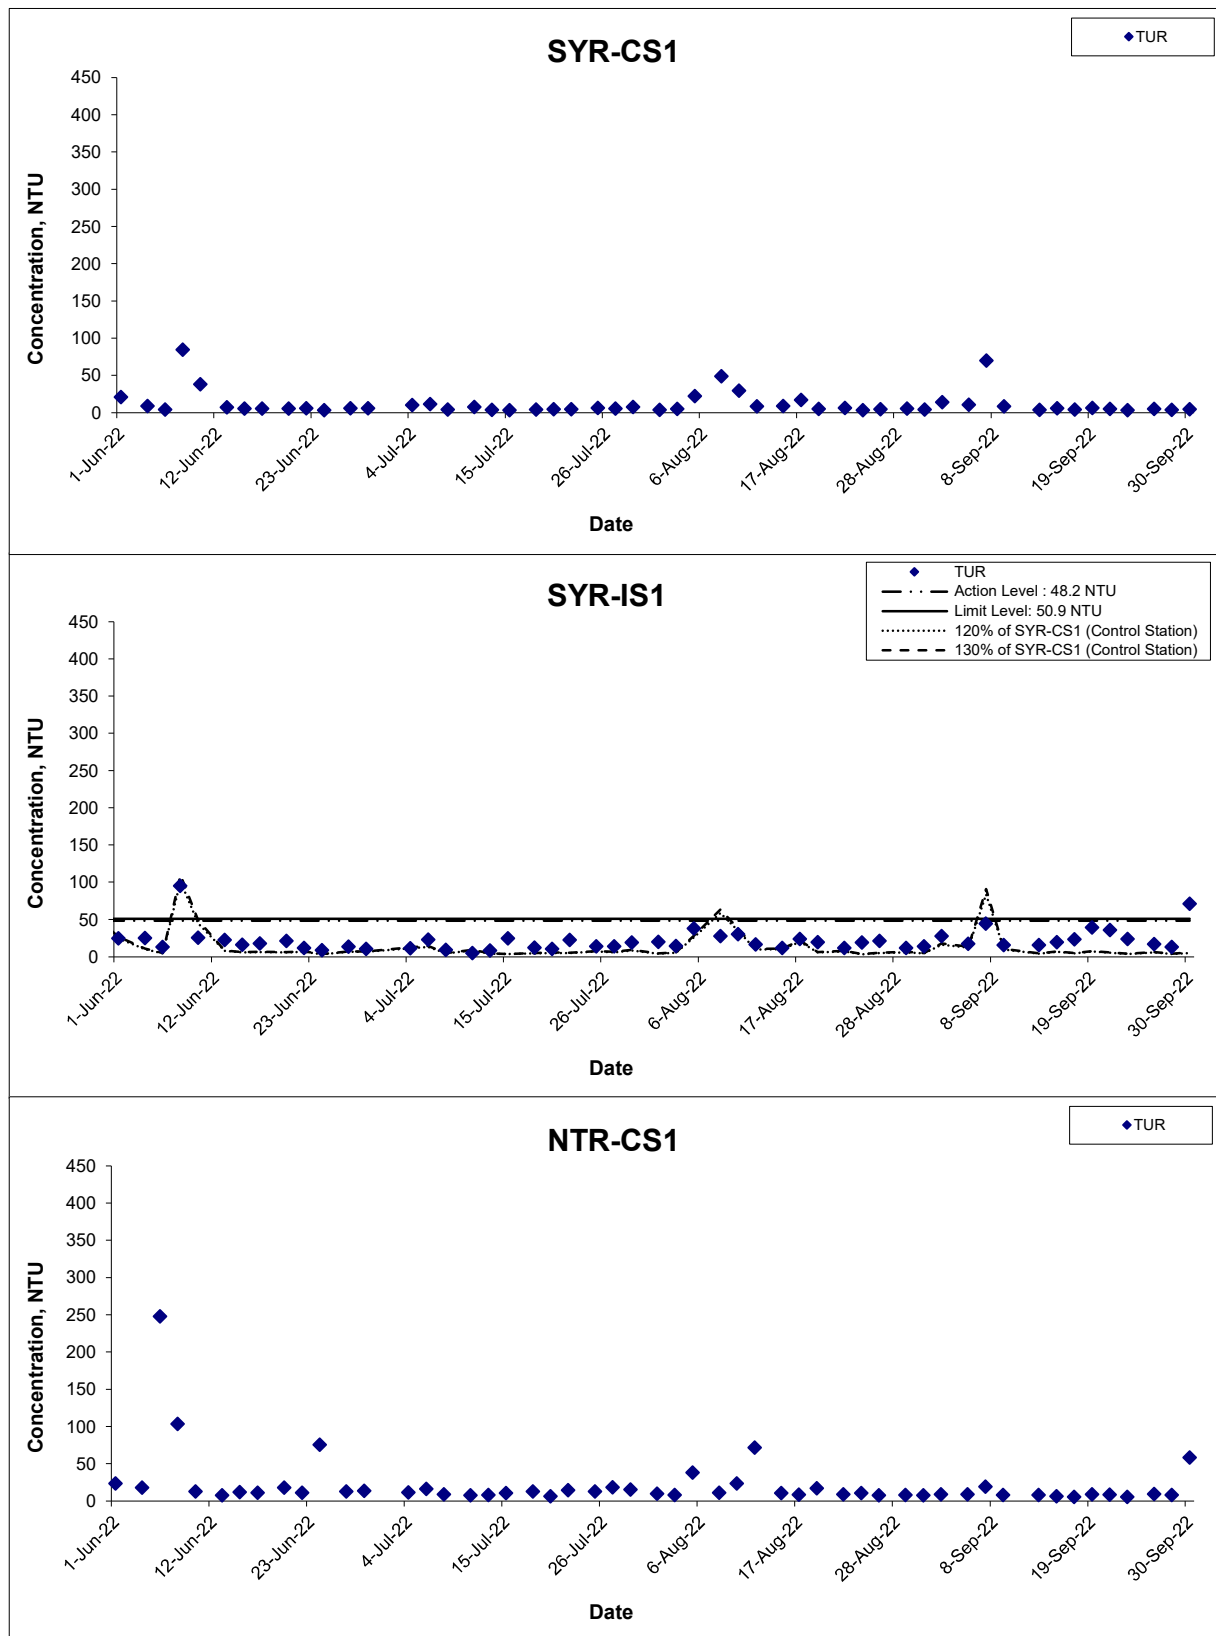 SYR-CS1
TUR
Concentration, NTU
450
400
350
300
250
200
150
100
50
0
1-Jun-22
12-Jun-22
23-Jun-22
4-Jul-22
15-Jul-22
26-Jul-22
6-Aug-22
17-Aug-22
28-Aug-22
8-Sep-22
19-Sep-22
30-Sep-22
Date
SYR-IS1
TUR
Action Level : 48.2 NTU
Limit Level: 50.9 NTU
120% of SYR-CS1 (Control Station)
130% of SYR-CS1 (Control Station)
Concentration, NTU
450
400
350
300
250
200
150
100
50
0
1-Jun-22
12-Jun-22
23-Jun-22
4-Jul-22
15-Jul-22
26-Jul-22
6-Aug-22
17-Aug-22
28-Aug-22
8-Sep-22
19-Sep-22
30-Sep-22
Date
NTR-CS1
TUR
Concentration, NTU
450
400
350
300
250
200
150
100
50
0
1-Jun-22
12-Jun-22
23-Jun-22
4-Jul-22
15-Jul-22
26-Jul-22
6-Aug-22
17-Aug-22
28-Aug-22
8-Sep-22
19-Sep-22
30-Sep-22
Date